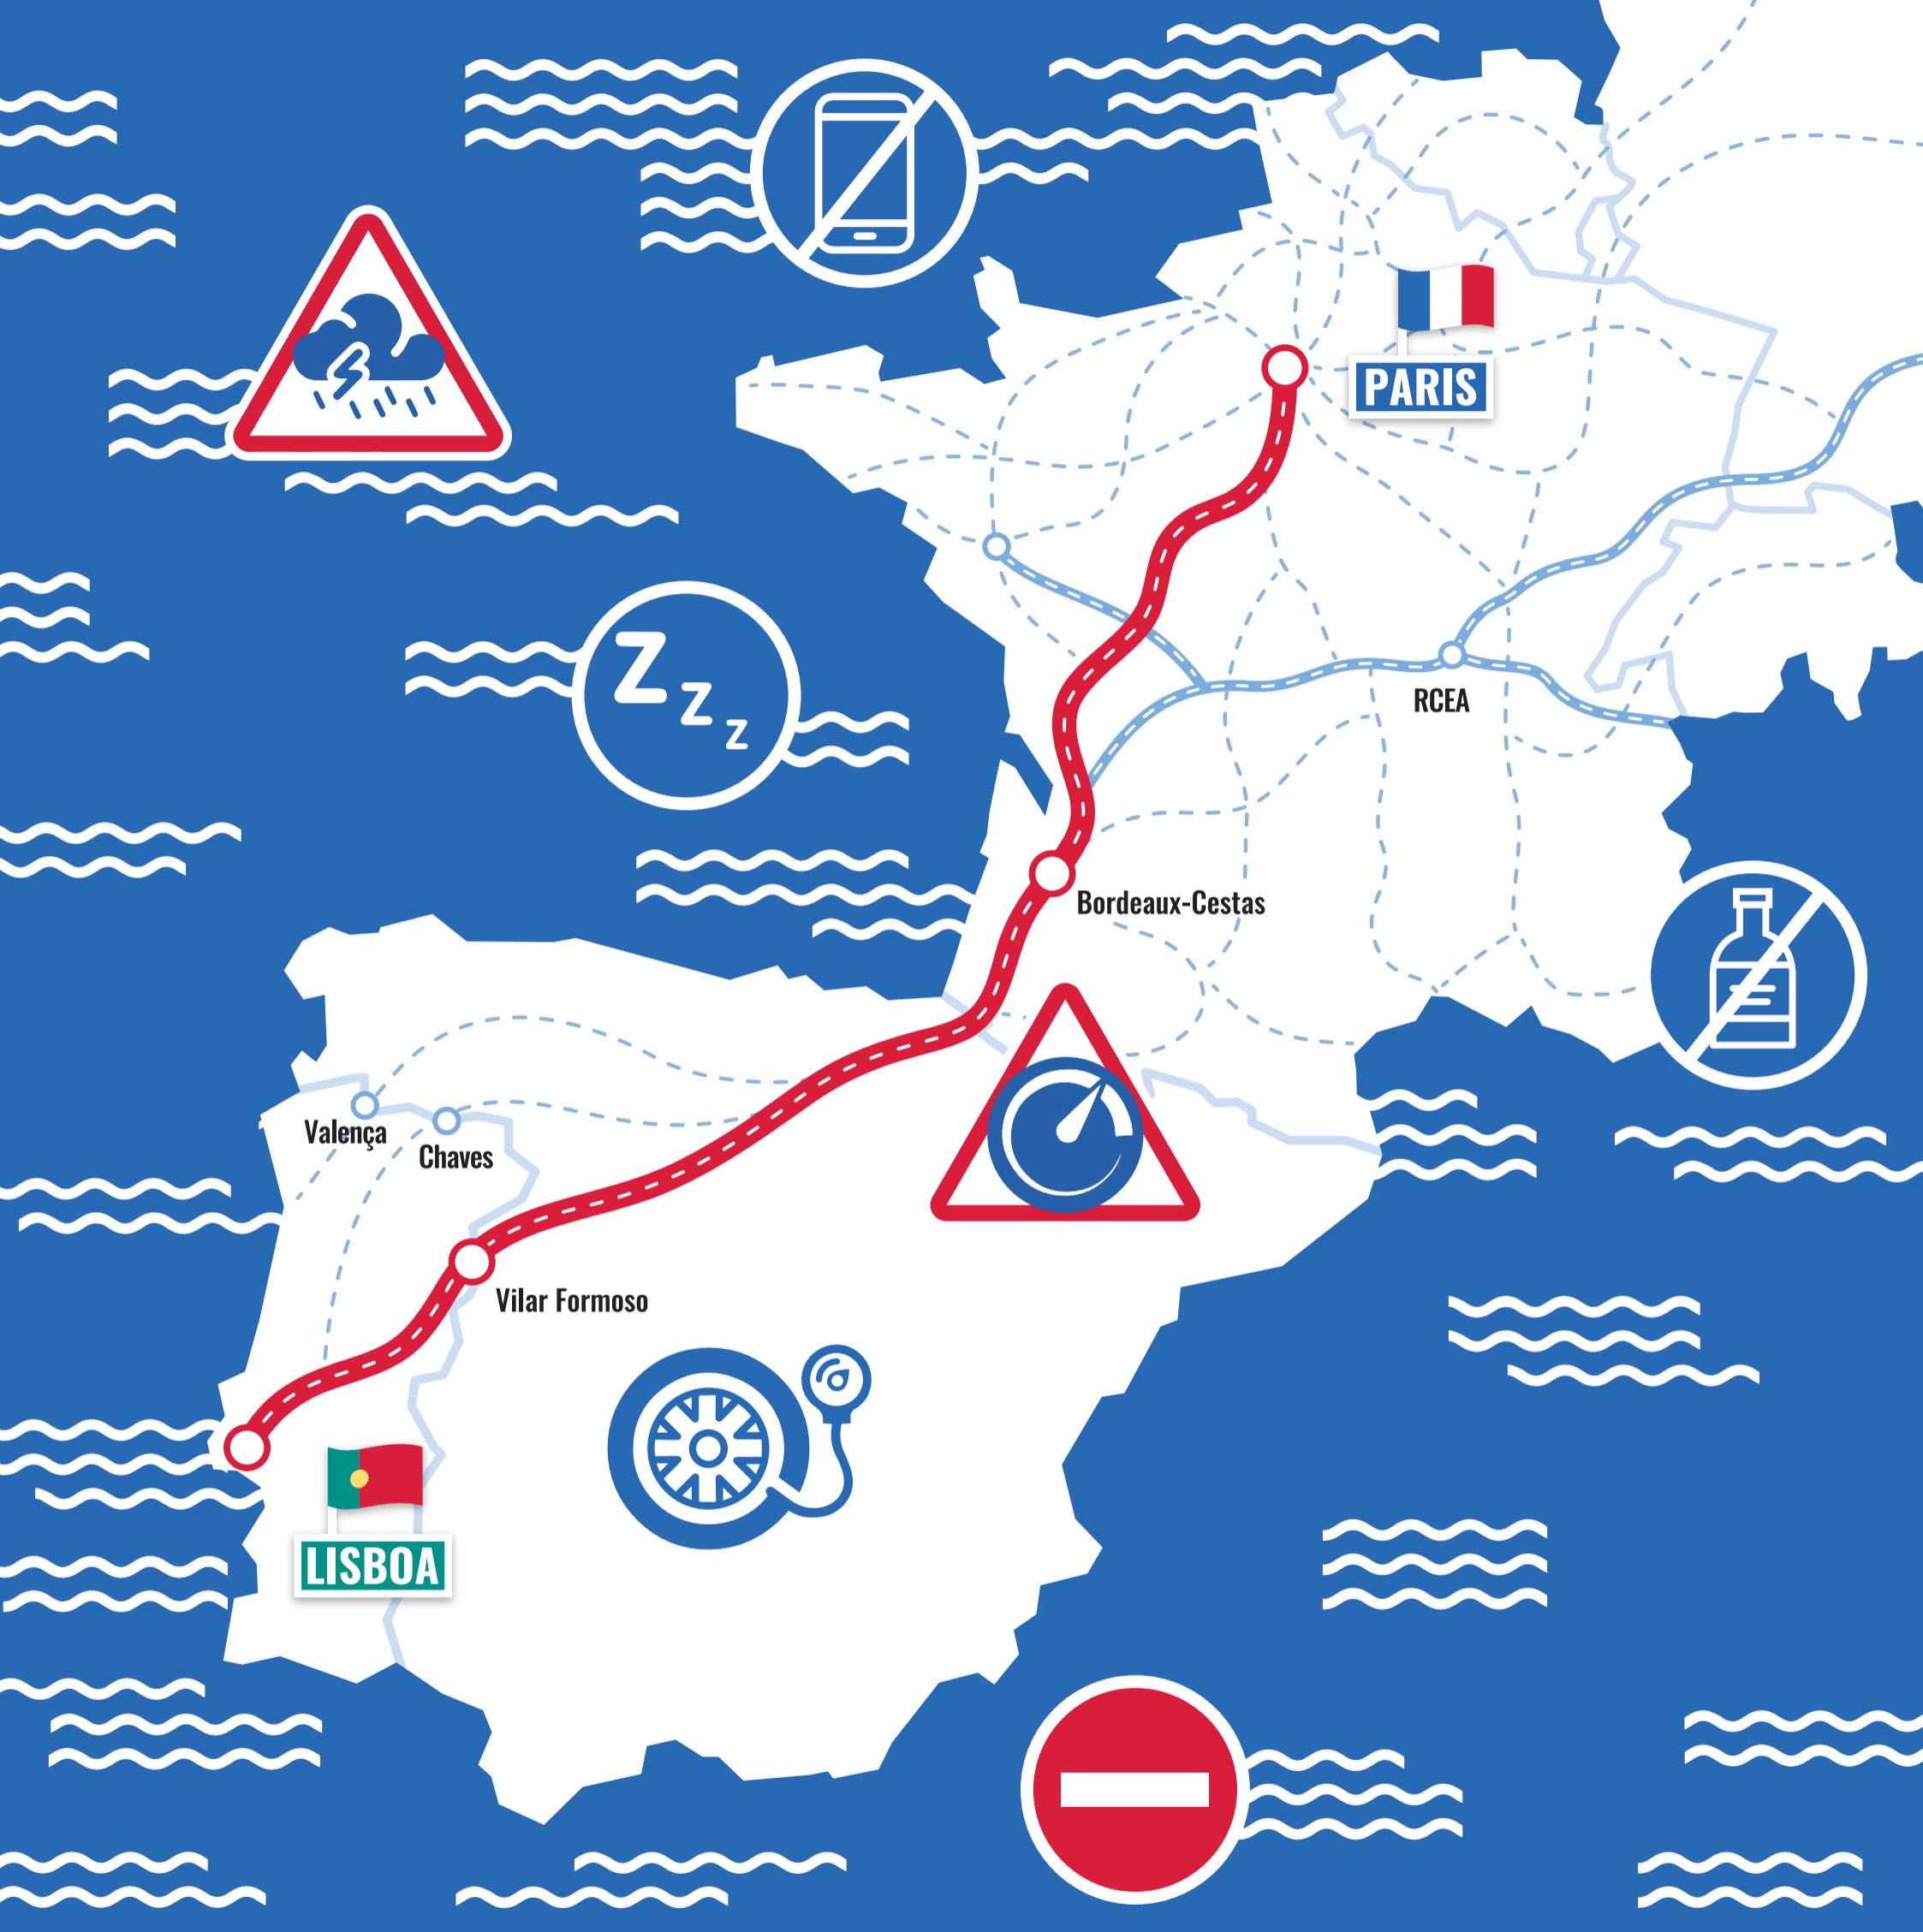 PARIS
Z
Z
Z
RCEA
Bordeaux-Cestas
Valença
Chaves
Vilar Formoso
LISBOA